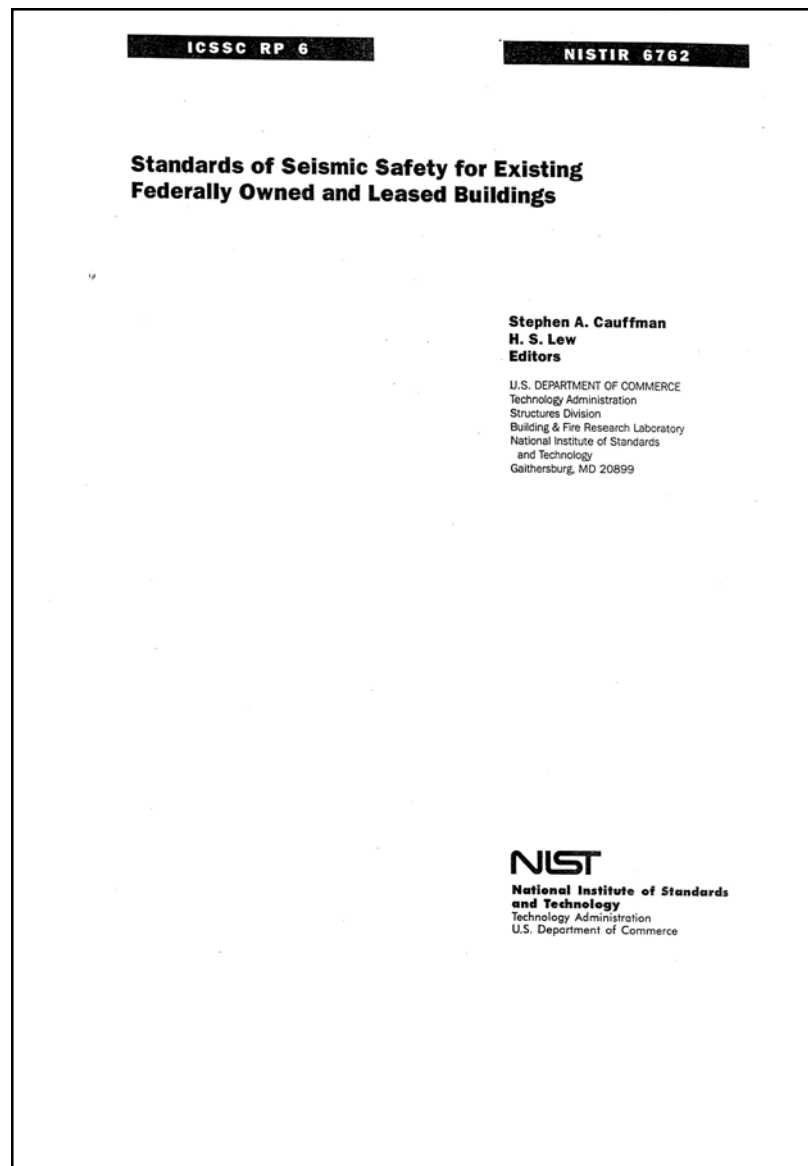 ICSSC RP 6
NISTIR 6762
Standards of Seismic Safety for Existing
Federally Owned and Leased Buildings
Stephen A. Cauffman
H. S. Lew
Editors
U.S. DEPARTMENT OF COMMERCE
Technology Administration
Structures Division
Building & Fire Research Laboratory
National Institute of Standards
and Technology
Gaithersburg, MD 20899
NIST
National Institute of Standards
and Technology
Technology Administration
U.S. Department of Commerce